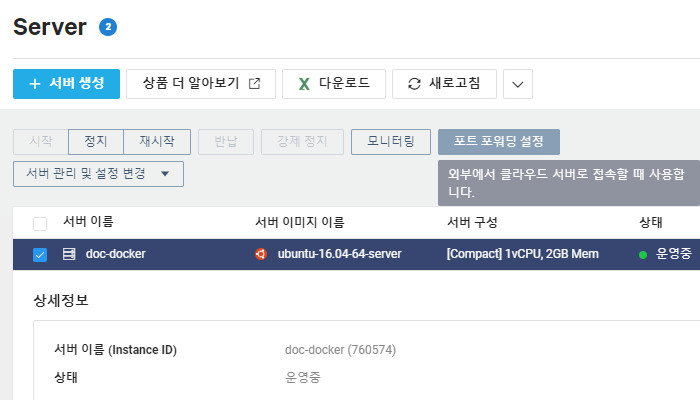 Server 2
+ 서버 생성 상품 더 알아보기 다운로드 새로고침
시작 정지 재시작 반납 강제 정지 모니터링 포트 포워딩 설정
서버 관리 및 설정 변경
외부에서 클라우드 서버로 접속할 때 사용합
니다.
서버 이름 서버 이미지 이름 서버 구성 상태
doc-docker ubuntu-16.04-64-server [Compact] 1vCPU, 2GB Mem 운영중
상세정보
서버 이름 (Instance ID) doc-docker (760574)
상태 운영중